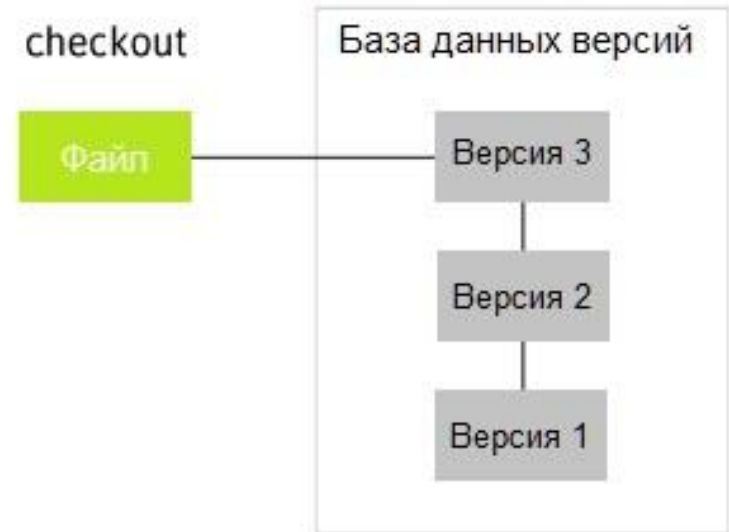 checkout
База данных версий
Файл
Версия 3
Версия 2
Версия 1